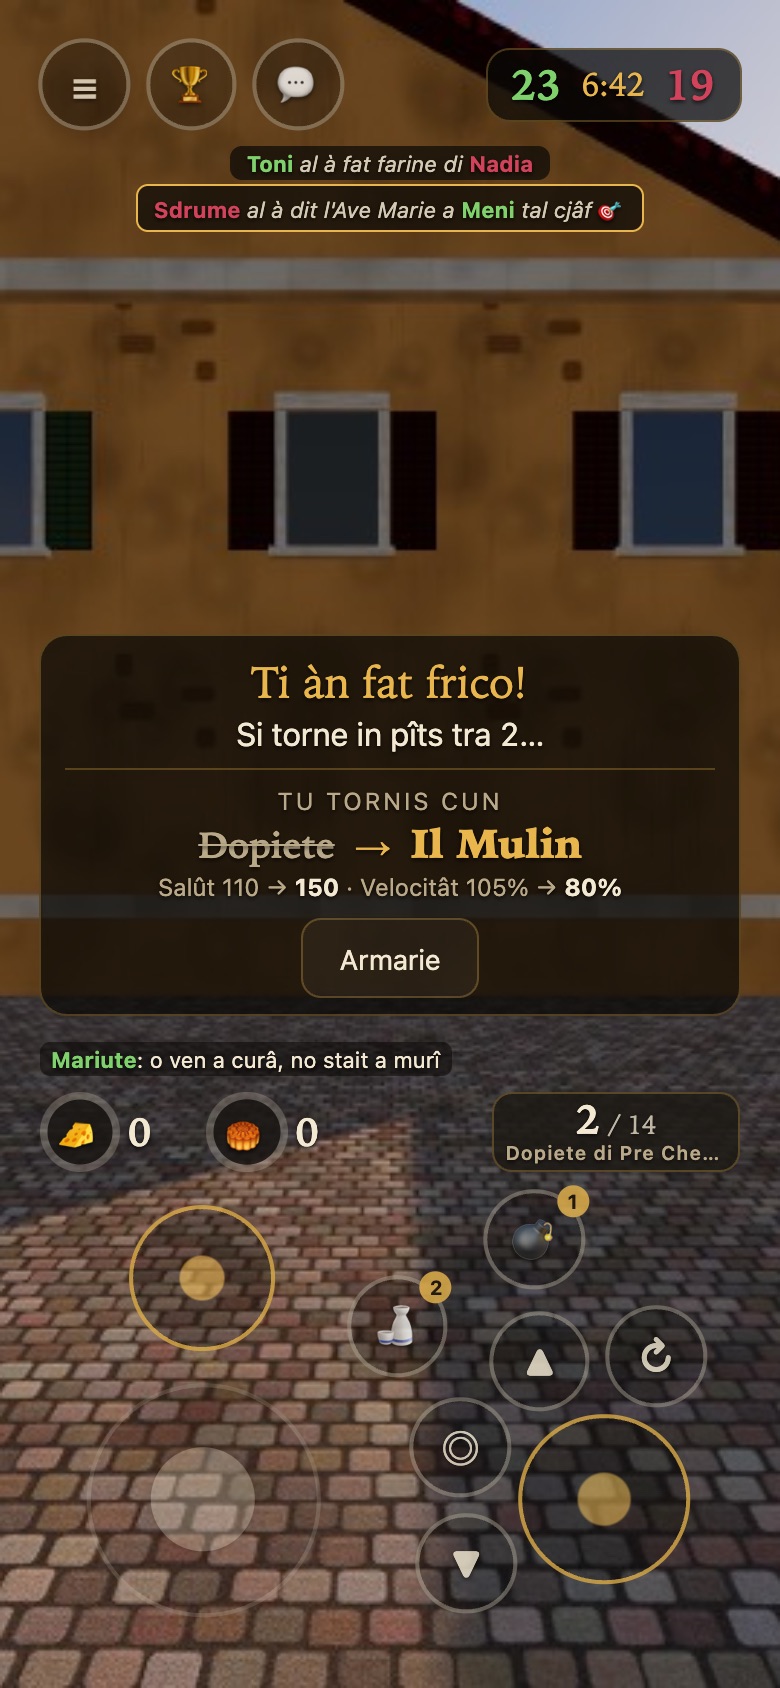 23 6:42 19
Toni al à fat farine di Nadia
Sdrume al à dit l'Ave Marie a Meni tal cjâf
Ti àn fat frico!
Si torne in pîts tra 2...
TU TORNIS CUN
Dopiete → Il Mulin
Salût 110 → 150 · Velocitât 105% → 80%
Armarie
Mariute: o ven a curâ, no stait a murî
0 0
2 / 14
Dopiete di Pre Che...
1
2